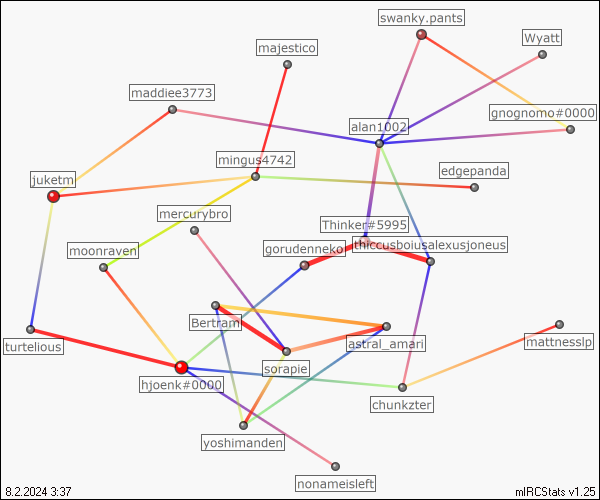 swanky.pants
Wyatt
majestico
maddiee3773
gnognomo#0000
alan1002
mingus4742
edgepanda
juketm
mercurybro
Thinker#5995
moonraven
gorudenneko
thiccusboiusalexusjoneus
Bertram
turtelious
astral_amari
mattnesslp
sorapie
hjoenk#0000
chunkzter
yoshimanden
nonameisleft
8.2.2024 3:37
mIRCStats v1.25